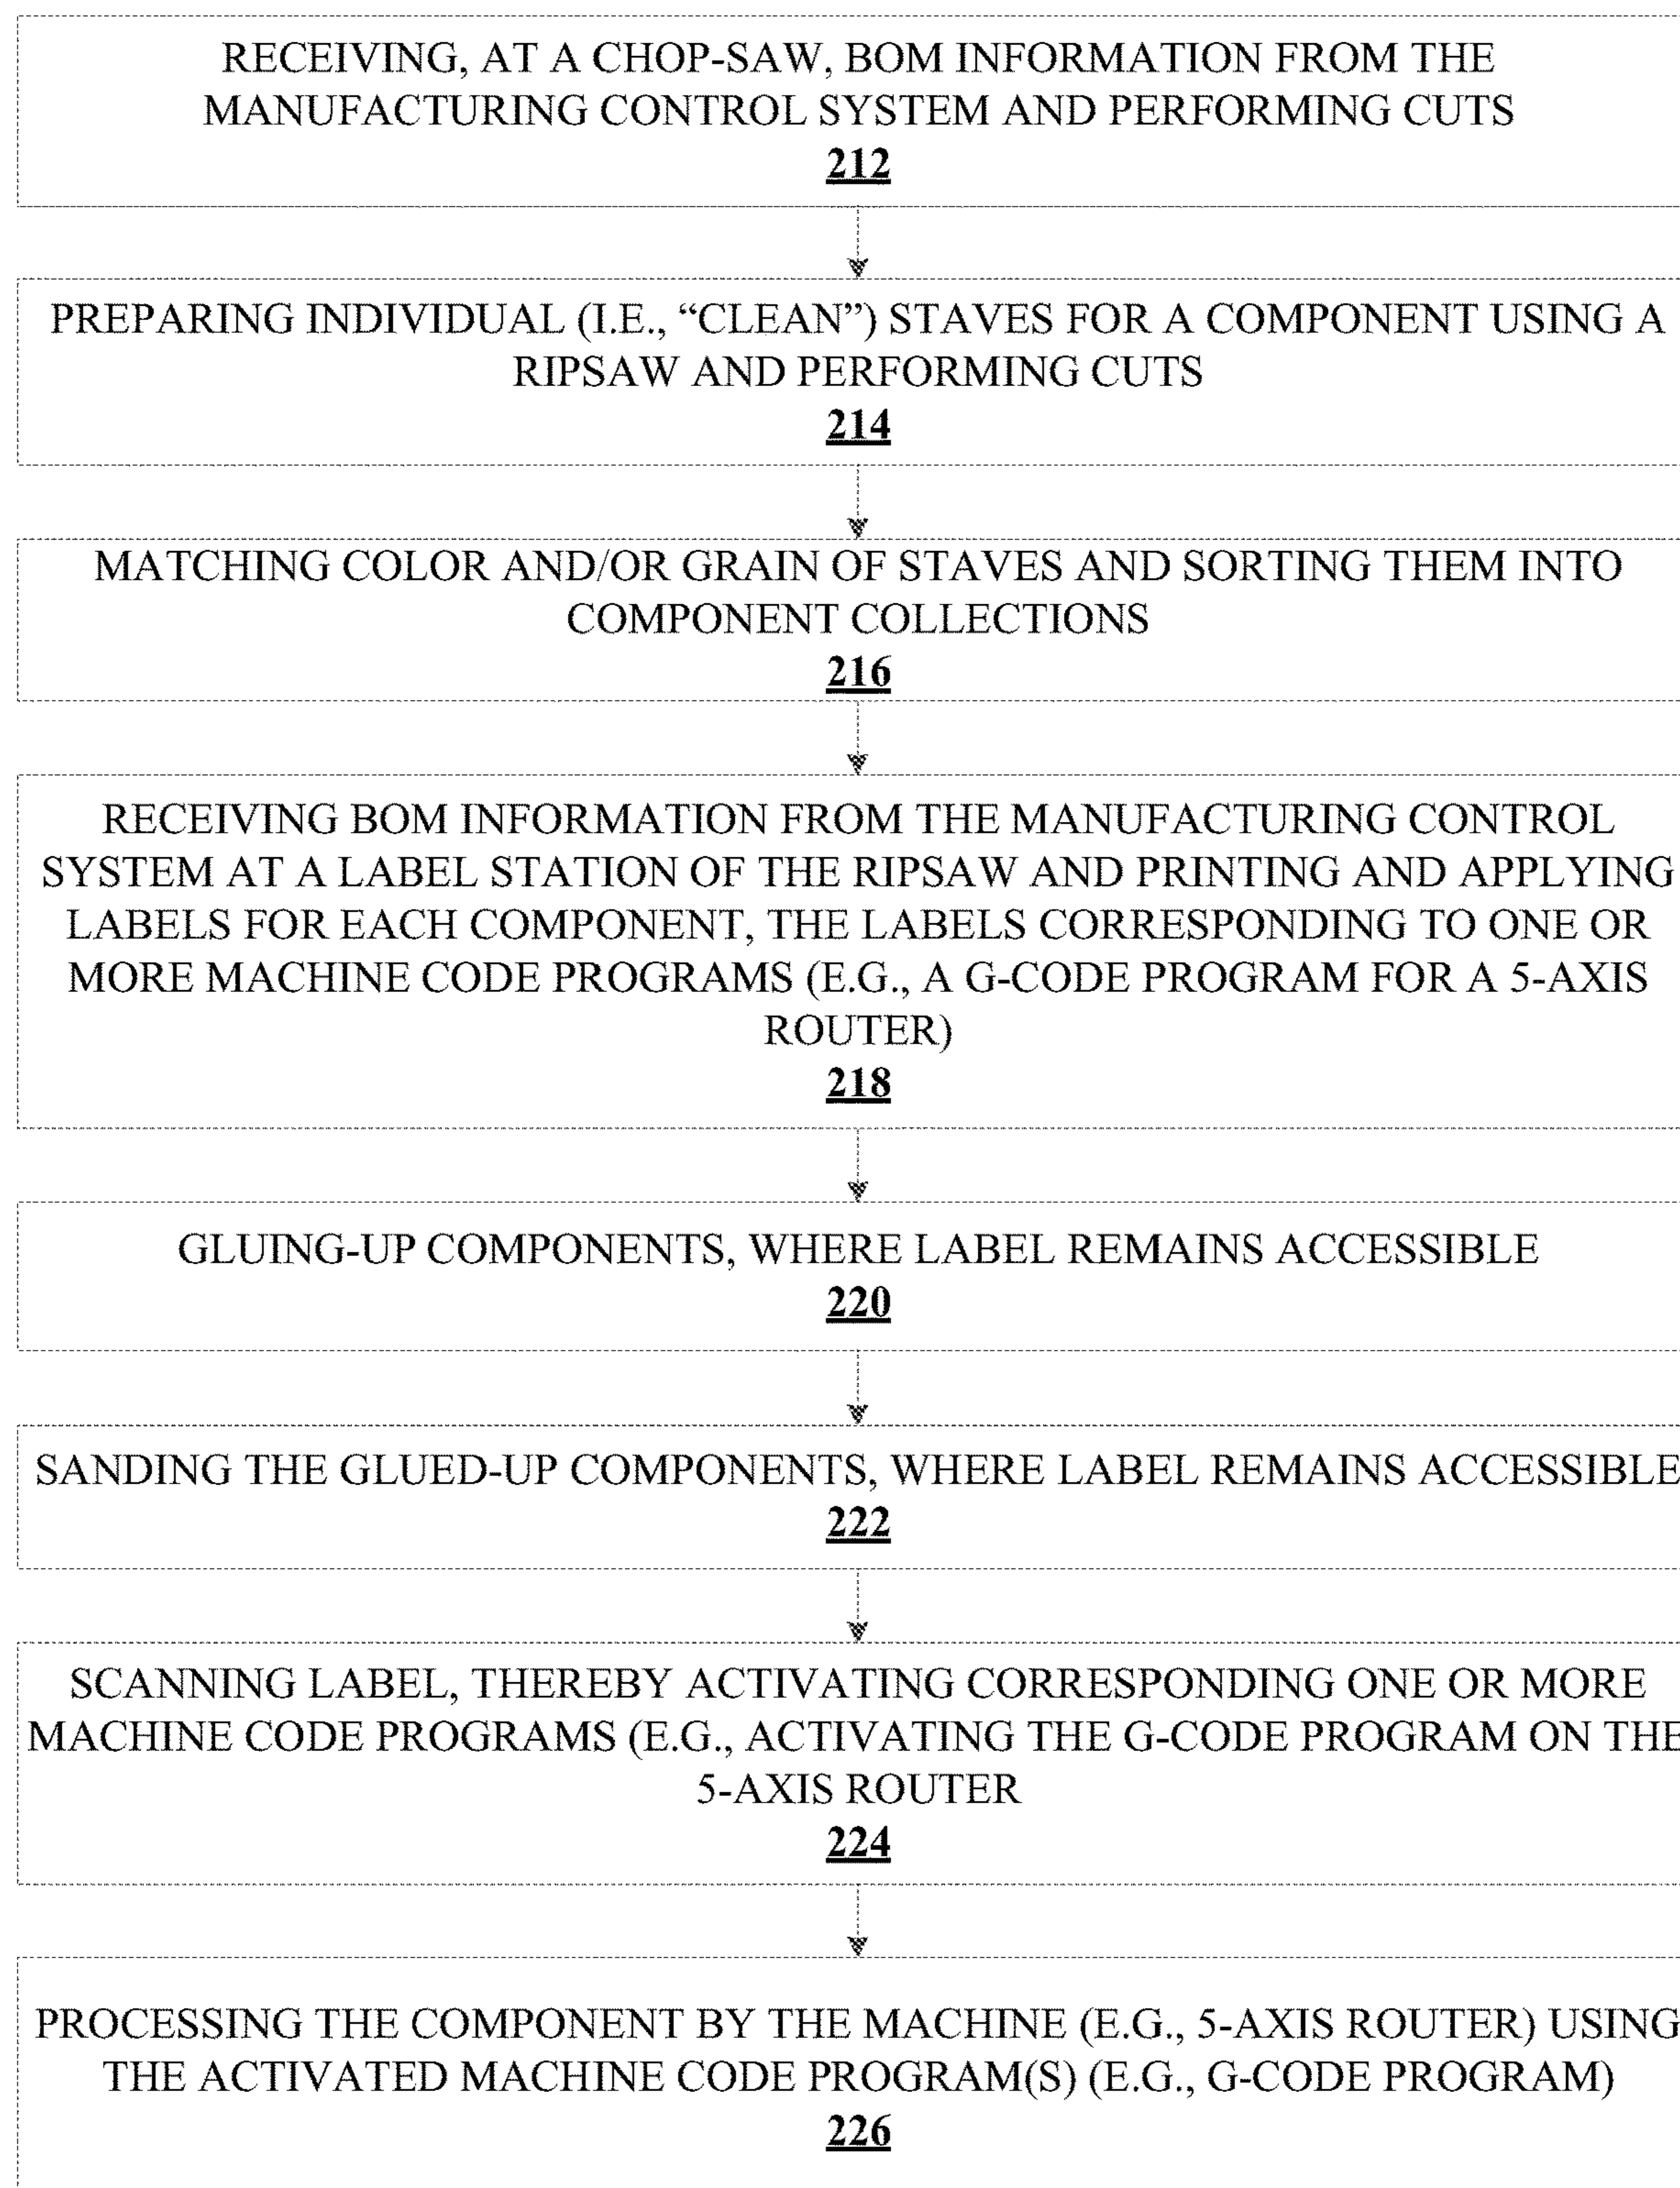 RECEIVING, AT A CHOP-SAW, BOM INFORMATION FROM THE
MANUFACTURING CONTROL SYSTEM AND PERFORMING CUTS
212
PREPARING INDIVIDUAL (I.E., “CLEAN”) STAVES FOR A COMPONENT USING A
RIPSAW AND PERFORMING CUTS
214
MATCHING COLOR AND/OR GRAIN OF STAVES AND SORTING THEM INTO
COMPONENT COLLECTIONS
216
RECEIVING BOM INFORMATION FROM THE MANUFACTURING CONTROL
SYSTEM AT A LABEL STATION OF THE RIPSAW AND PRINTING AND APPLYING
LABELS FOR EACH COMPONENT, THE LABELS CORRESPONDING TO ONE OR
MORE MACHINE CODE PROGRAMS (E.G., A G-CODE PROGRAM FOR A 5-AXIS
ROUTER)
218
GLUING-UP COMPONENTS, WHERE LABEL REMAINS ACCESSIBLE
220
SANDING THE GLUED-UP COMPONENTS, WHERE LABEL REMAINS ACCESSIBLE
222
SCANNING LABEL, THEREBY ACTIVATING CORRESPONDING ONE OR MORE
MACHINE CODE PROGRAMS (E.G., ACTIVATING THE G-CODE PROGRAM ON THE
5-AXIS ROUTER
224
PROCESSING THE COMPONENT BY THE MACHINE (E.G., 5-AXIS ROUTER) USING
THE ACTIVATED MACHINE CODE PROGRAM(S) (E.G., G-CODE PROGRAM)
226